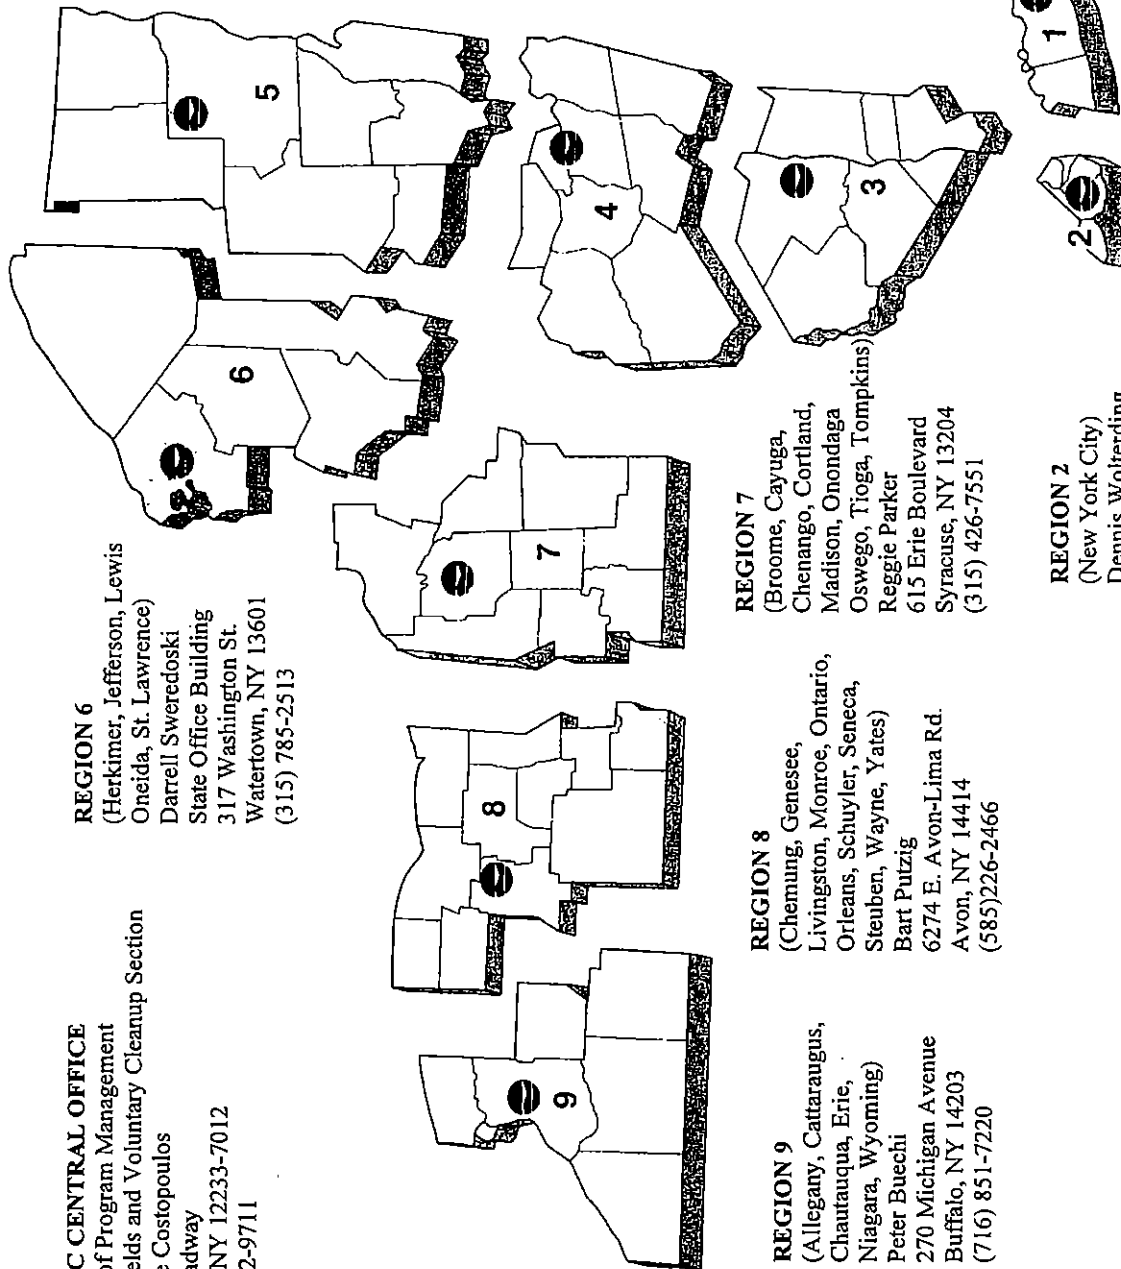 C CENTRAL OFFICE
of Program Management
elds and Voluntary Cleanup Section
e Costopoulos
adway
NY 12233-7012
2-9711
REGION 6
(Herkimer, Jefferson, Lewis
Oneida, St. Lawrence)
Darrell Sweredoski
State Office Building
317 Washington St.
Watertown, NY 13601
(315) 785-2513
5
6
4
3
7
8
9
2
1
REGION 9
(Allegany, Cattaraugus,
Chautauqua, Erie,
Niagara, Wyoming)
Peter Buechi
270 Michigan Avenue
Buffalo, NY 14203
(716) 851-7220
REGION 8
(Chemung, Genesee,
Livingston, Monroe, Ontario,
Orleans, Schuyler, Seneca,
Steuben, Wayne, Yates)
Bart Putzig
6274 E. Avon-Lima Rd.
Avon, NY 14414
(585)226-2466
REGION 7
(Broome, Cayuga,
Chenango, Cortland,
Madison, Onondaga
Oswego, Tioga, Tompkins)
Reggie Parker
615 Erie Boulevard
Syracuse, NY 13204
(315) 426-7551
REGION 2
(New York City)
Dennis Wolterding